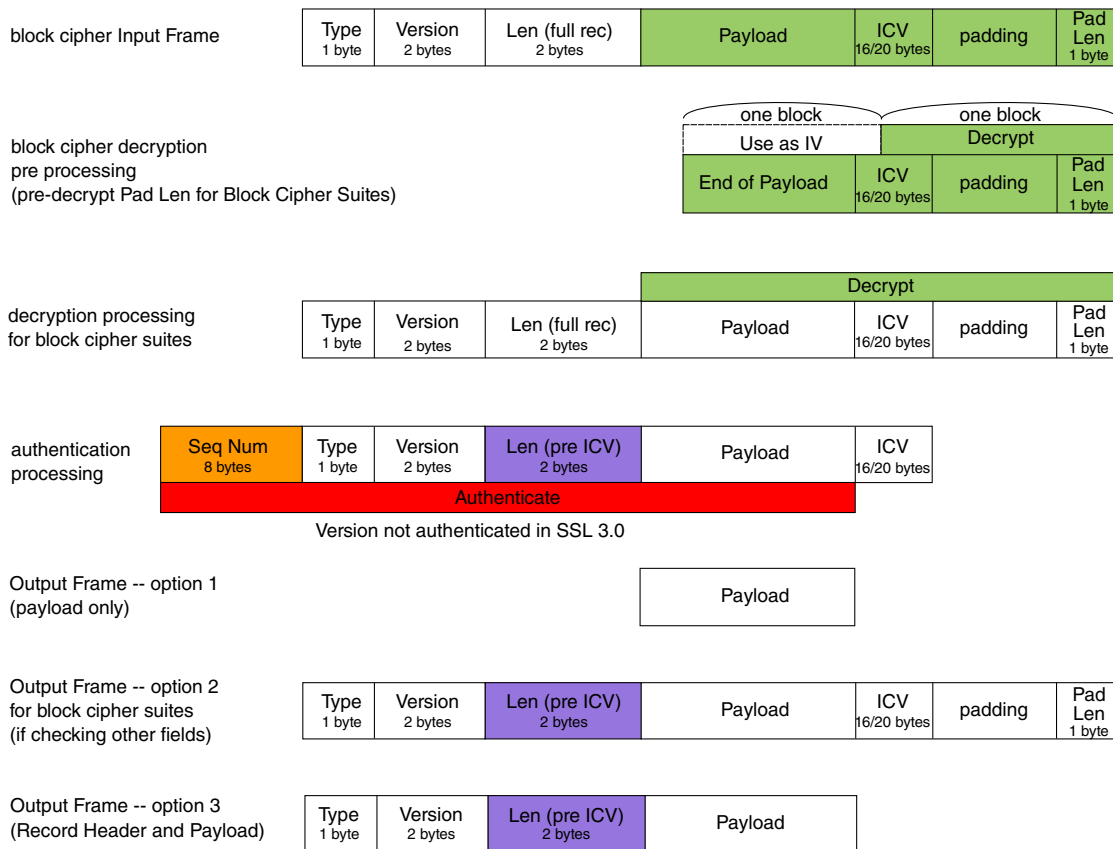 block cipher Input Frame
Type Version Len (full rec) Payload ICV padding Pad Len
1 byte 2 bytes 2 bytes 16/20 bytes 1 byte
one block one block
block cipher decryption
pre processing
(pre-decrypt Pad Len for Block Cipher Suites)
Use as IV Decrypt
End of Payload ICV padding Pad Len
16/20 bytes 1 byte
Decrypt
decryption processing
for block cipher suites
Type Version Len (full rec) Payload ICV padding Pad Len
1 byte 2 bytes 2 bytes 16/20 bytes 1 byte
authentication
processing
Seq Num Type Version Len (pre ICV) Payload ICV
8 bytes 1 byte 2 bytes 2 bytes 16/20 bytes
Authenticate
Version not authenticated in SSL 3.0
Output Frame -- option 1
(payload only)
Payload
Output Frame -- option 2
for block cipher suites
(if checking other fields)
Type Version Len (pre ICV) Payload ICV padding Pad Len
1 byte 2 bytes 2 bytes 16/20 bytes 1 byte
Output Frame -- option 3
(Record Header and Payload)
Type Version Len (pre ICV) Payload
1 byte 2 bytes 2 bytes